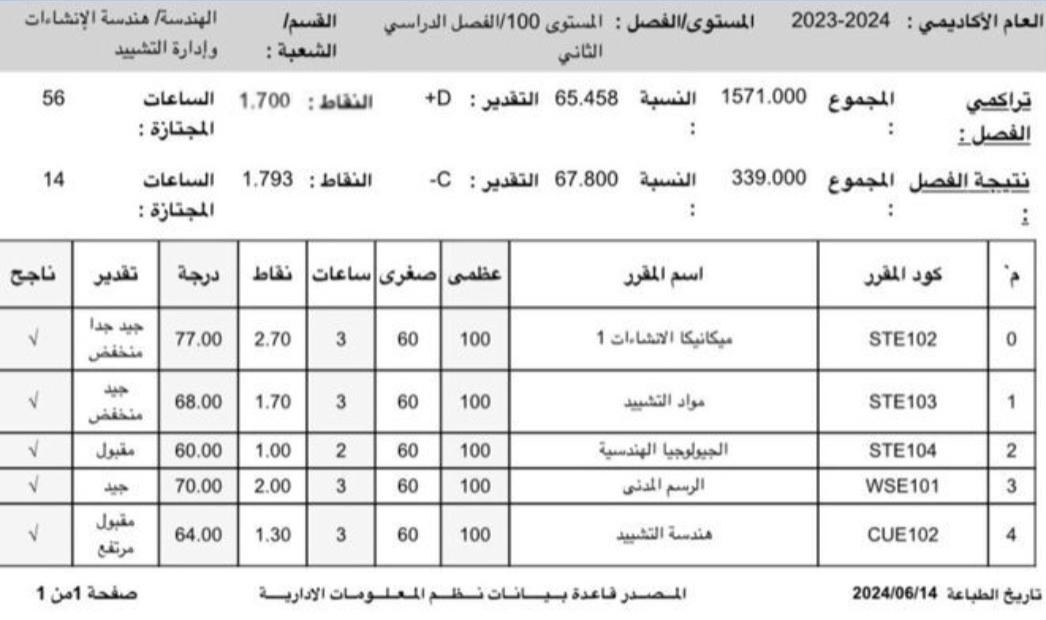 العام الأكاديمي : 2023-2024 المستوى/الفصل : المستوى 100/الفصل الدراسي الثاني القسم/الشعبة : الهندسة/ هندسة الإنشاءات وإدارة التشييد
تراكمي الفصل : المجموع : 1571.000 النسبة : 65.458 التقدير : D+ النقاط : 1.700 الساعات المجتازة : 56
نتيجة الفصل : المجموع : 339.000 النسبة : 67.800 التقدير : C- النقاط : 1.793 الساعات المجتازة : 14
م` كود المقرر اسم المقرر عظمى صغرى ساعات نقاط درجة تقدير ناجح
0 STE102 ميكانيكا الانشاءات 1 100 60 3 2.70 77.00 جيد جدا منخفض √
1 STE103 مواد التشييد 100 60 3 1.70 68.00 جيد منخفض √
2 STE104 الجيولوجيا الهندسية 100 60 2 1.00 60.00 مقبول √
3 WSE101 الرسم المدنى 100 60 3 2.00 70.00 جيد √
4 CUE102 هندسة التشييد 100 60 3 1.30 64.00 مقبول مرتفع √
تاريخ الطباعة 2024/06/14 المصدر قاعدة بيانات نظم المعلومات الادارية صفحة 1من 1